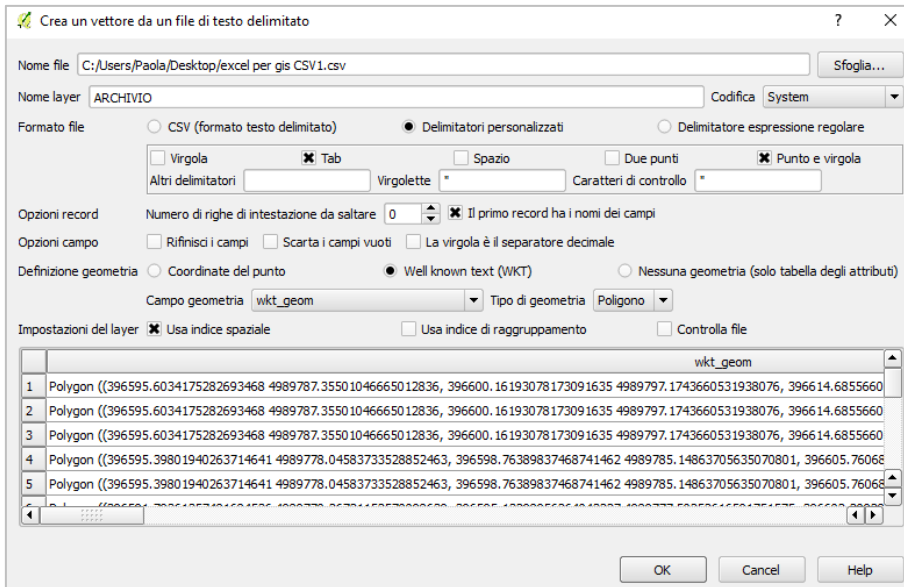 Crea un vettore da un file di testo delimitato ? X
Nome file C:/Users/Paola/Desktop/excel per gis CSV1.csv Sfoglia...
Nome layer ARCHIVIO Codifica System
Formato file CSV (formato testo delimitato) Delimitatori personalizzati Delimitatore espressione regolare
Virgola Tab Spazio Due punti Punto e virgola
Altri delimitatori Virgolette " Caratteri di controllo "
Opzioni record Numero di righe di intestazione da saltare 0 Il primo record ha i nomi dei campi
Opzioni campo Rifinisci i campi Scarta i campi vuoti La virgola è il separatore decimale
Definizione geometria Coordinate del punto Well known text (WKT) Nessuna geometria (solo tabella degli attributi)
Campo geometria wkt_geom Tipo di geometria Poligono
Impostazioni del layer Usa indice spaziale Usa indice di raggruppamento Controlla file
wkt_geom
1 Polygon ((396595.6034175282693468 4989787.35501046665012836, 396600.16193078173091635 4989797.1743660531938076, 396614.6855660
2 Polygon ((396595.6034175282693468 4989787.35501046665012836, 396600.16193078173091635 4989797.1743660531938076, 396614.6855660
3 Polygon ((396595.6034175282693468 4989787.35501046665012836, 396600.16193078173091635 4989797.1743660531938076, 396614.6855660
4 Polygon ((396595.39801940263714641 4989778.04583733528852463, 396598.76389837468741462 4989785.14863705635070801, 396605.76068
5 Polygon ((396595.39801940263714641 4989778.04583733528852463, 396598.76389837468741462 4989785.14863705635070801, 396605.76068
OK Cancel Help